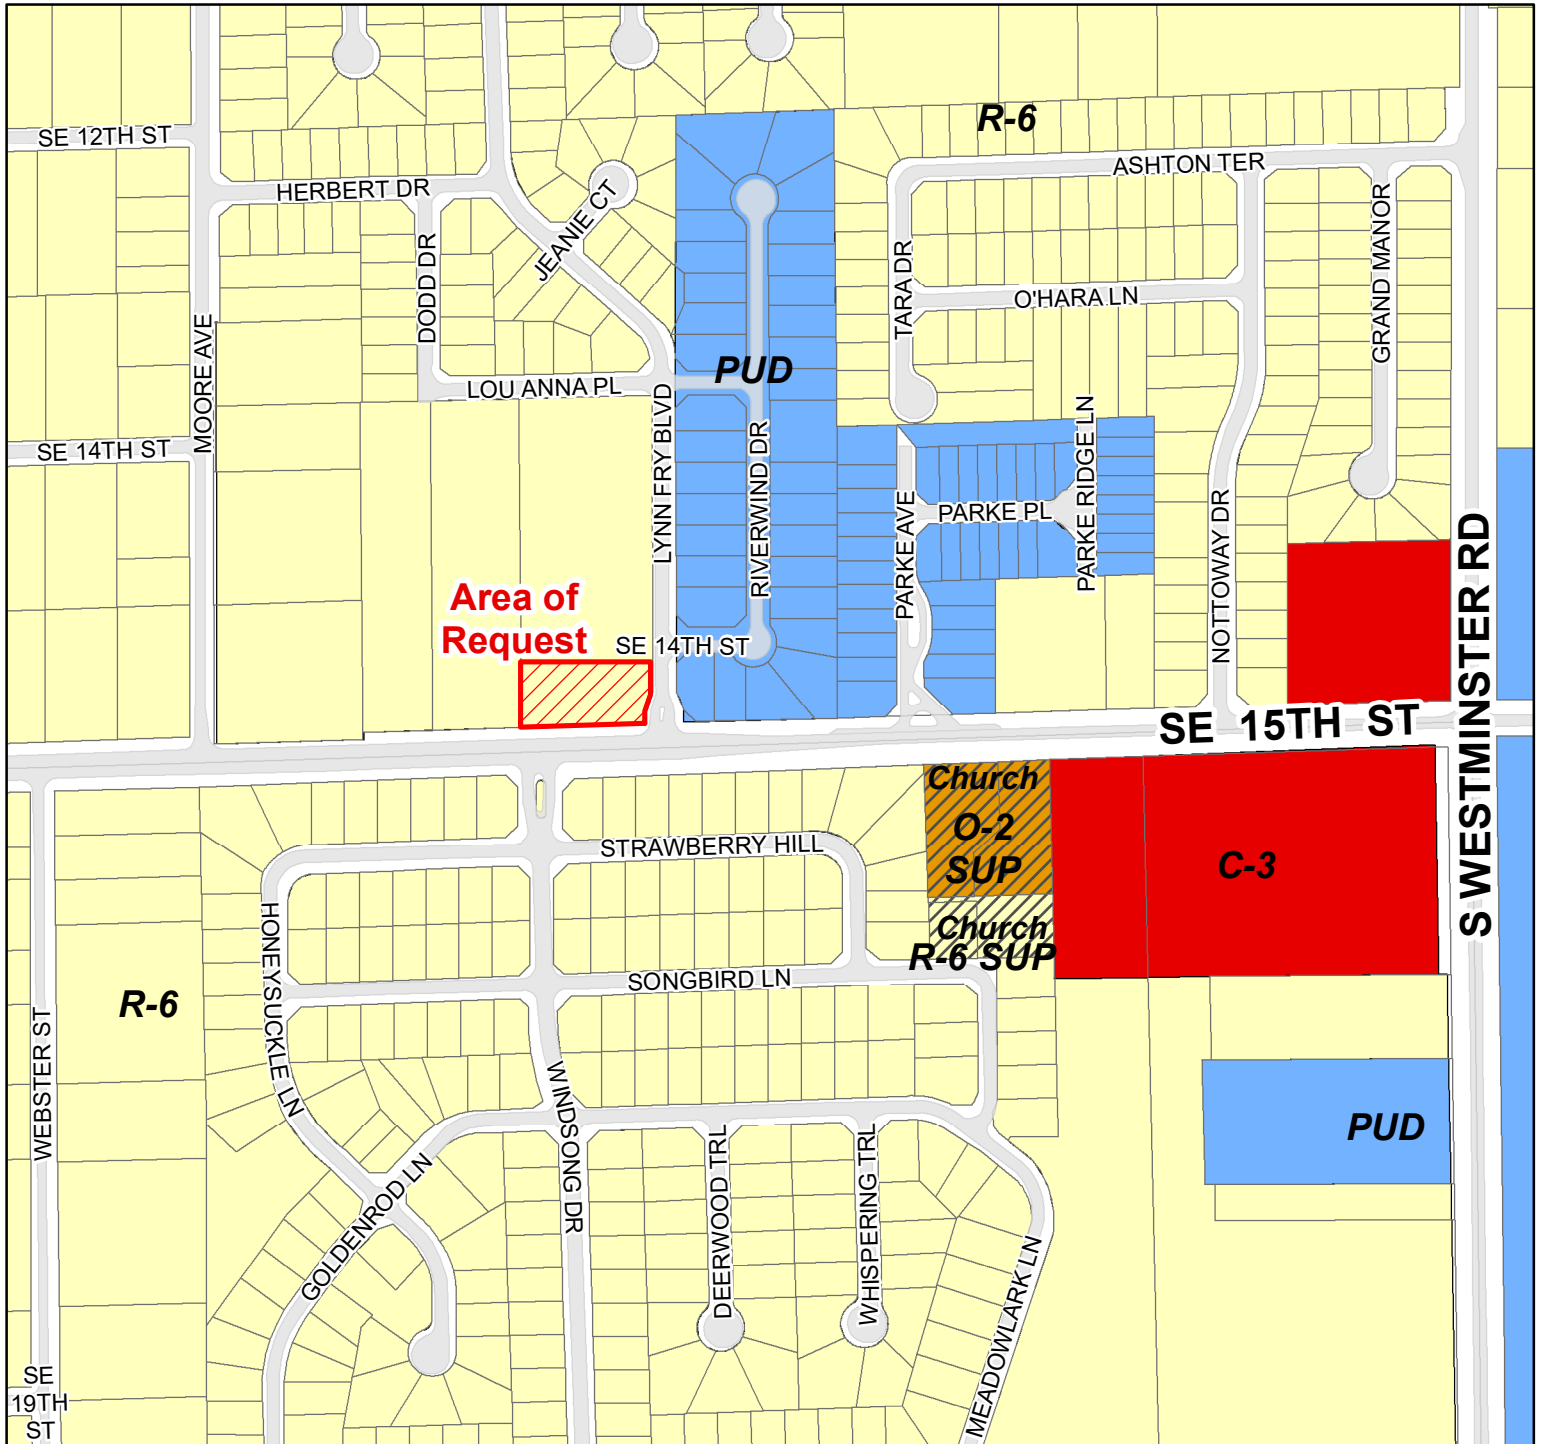 R-6
SE 12TH ST
ASHTON TER
HERBERT DR
JEANIE CT
GRAND MANOR
DODD DR
TARA DR
O'HARA LN
MOORE AVE
PUD
LOU ANNA PL
LYNN FRY BLVD
SE 14TH ST
RIVERWIND DR
PARKE RIDGE LN
PARKE AVE
PARKE PL
NOTTOWAY DR
S WESTMINSTER RD
Area of
Request
SE 14TH ST
SE 15TH ST
Church
O-2
SUP
C-3
STRAWBERRY HILL
Church
R-6 SUP
HONEYSUCKLE LN
SONGBIRD LN
R-6
WEBSTER ST
WINDSONG DR
PUD
GOLDENROD LN
DEERWOOD TRL
WHISPERING TRL
MEADOWLARK LN
SE
19TH
ST